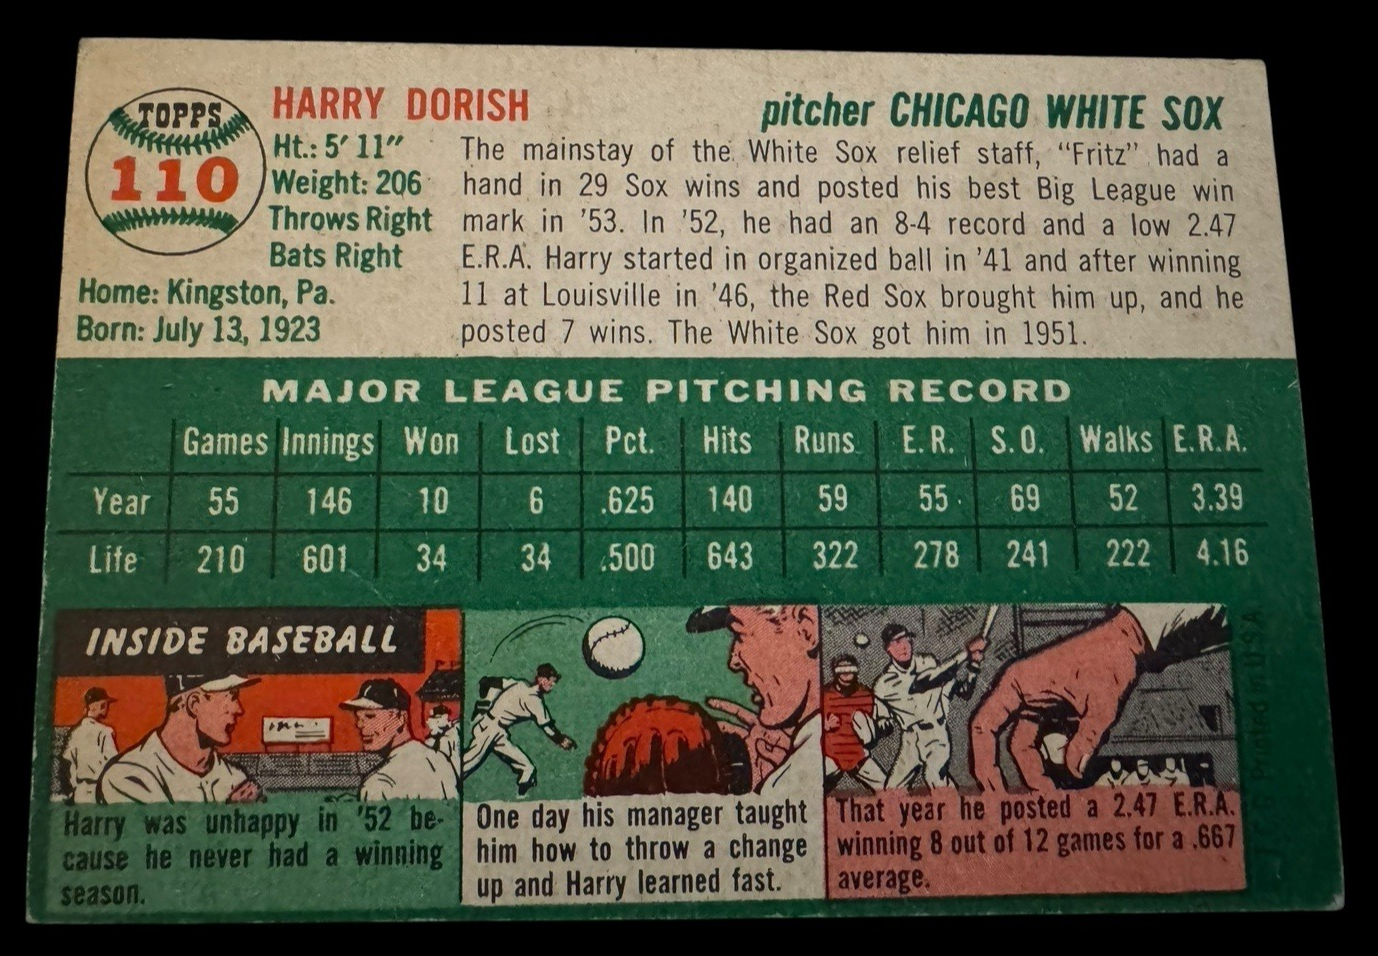 TOPPS
110
HARRY DORISH
pitcher CHICAGO WHITE SOX
Ht.: 5' 11"
Weight: 206
Throws Right
Bats Right
Home: Kingston, Pa.
Born: July 13, 1923
The mainstay of the White Sox relief staff, "Fritz" had a
hand in 29 Sox wins and posted his best Big League win
mark in '53. In '52, he had an 8-4 record and a low 2.47
E.R.A. Harry started in organized ball in '41 and after winning
11 at Louisville in '46, the Red Sox brought him up, and he
posted 7 wins. The White Sox got him in 1951.
MAJOR LEAGUE PITCHING RECORD
Games Innings Won Lost Pct. Hits Runs E.R. S.O. Walks E.R.A.
Year 55 146 10 6 .625 140 59 55 69 52 3.39
Life 210 601 34 34 .500 643 322 278 241 222 4.16
INSIDE BASEBALL
Harry was unhappy in '52 be-
cause he never had a winning
season.
One day his manager taught
him how to throw a change
up and Harry learned fast.
That year he posted a 2.47 E.R.A.
winning 8 out of 12 games for a .667
average.
Printed in U.S.A